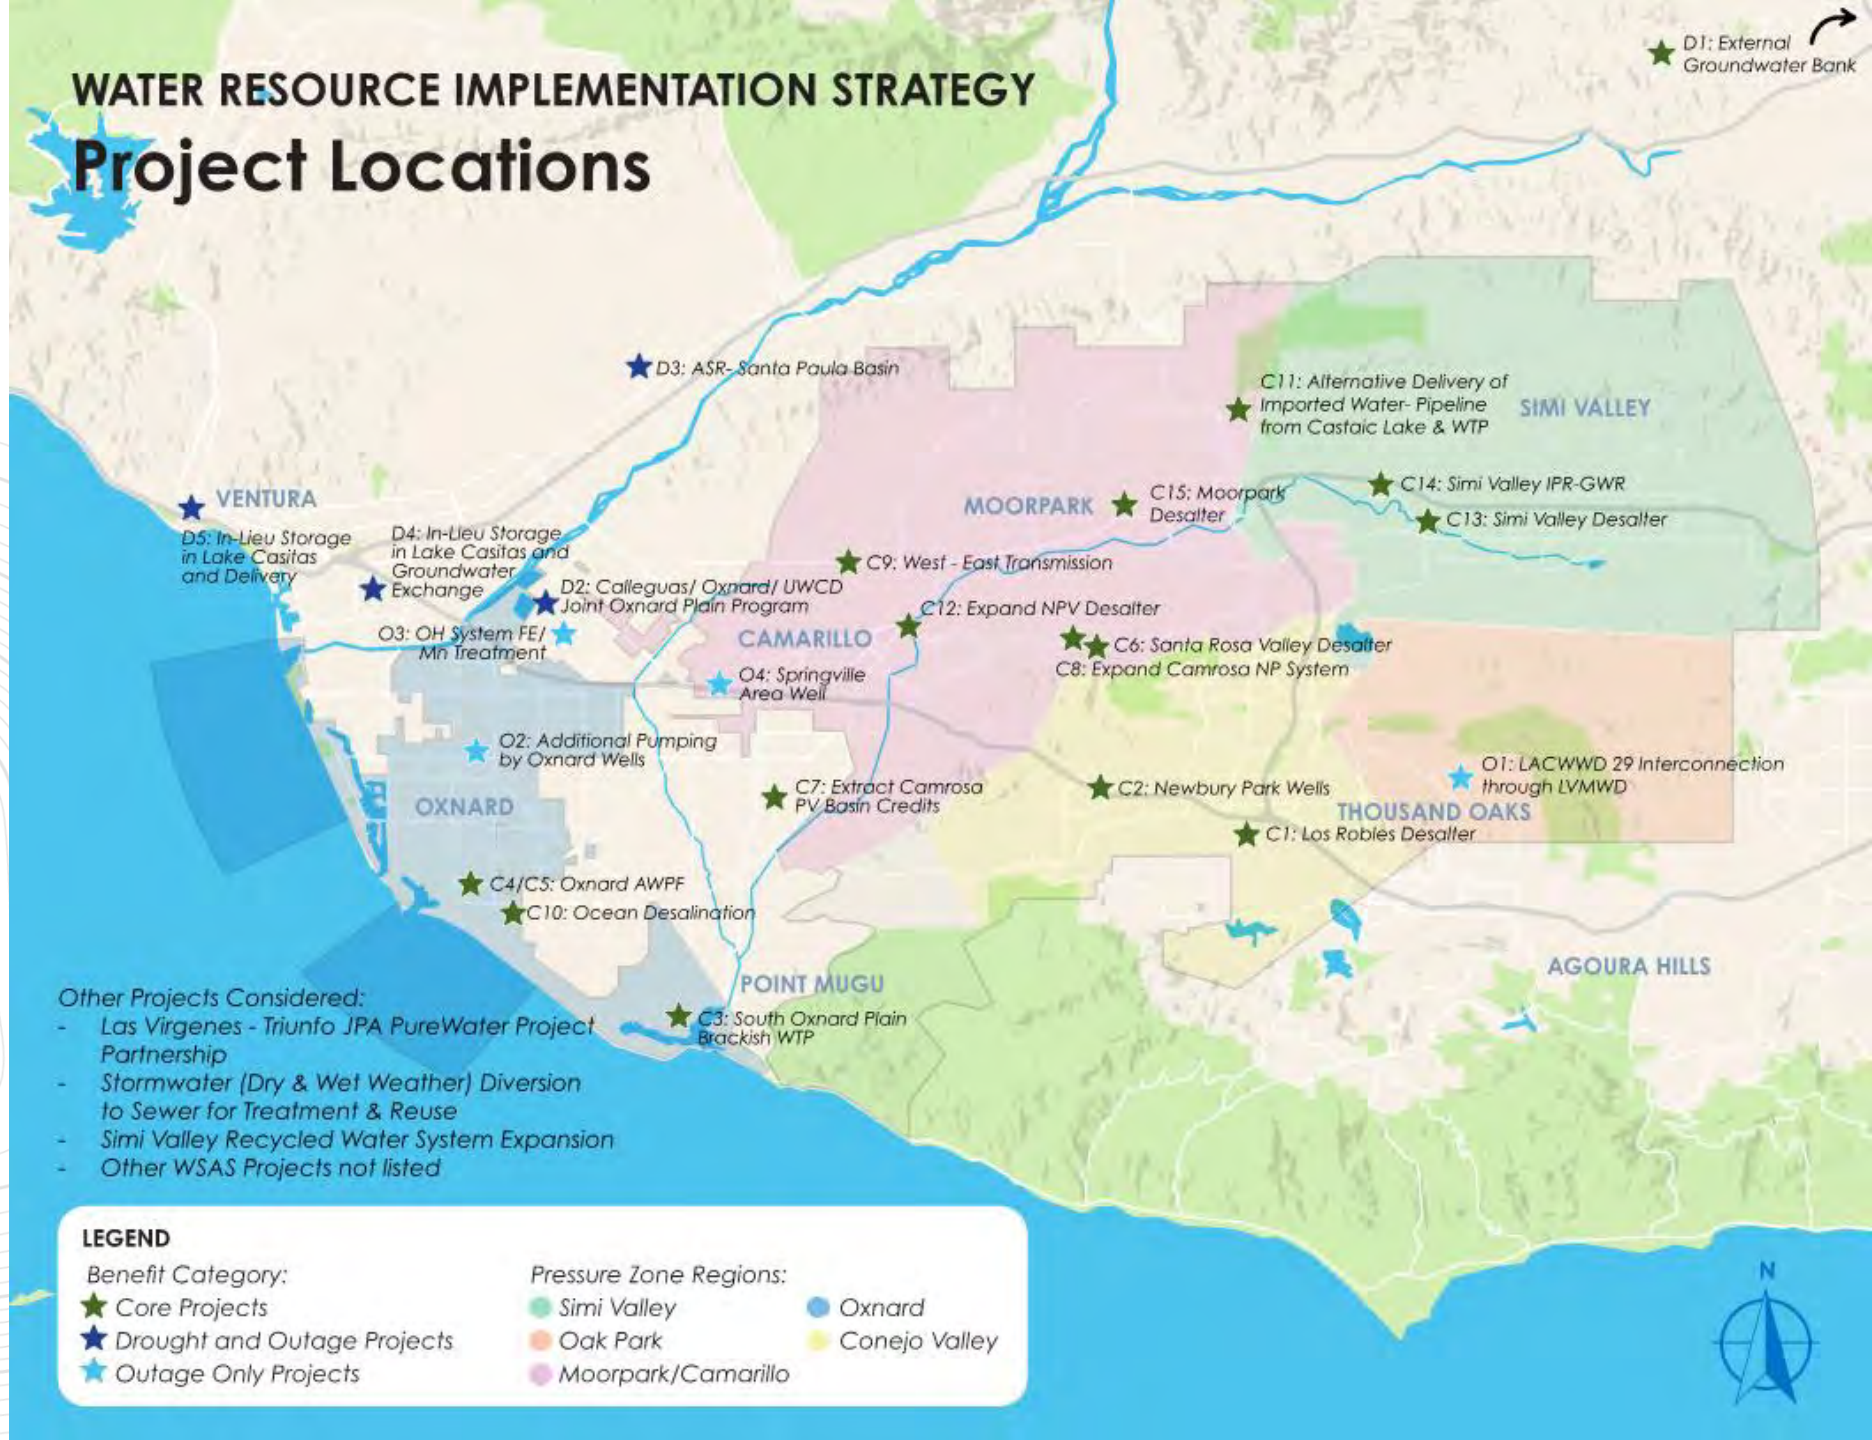 WATER RESOURCE IMPLEMENTATION STRATEGY
Project Locations
D1: External
Groundwater Bank
D3: ASR- Santa Paula Basin
C11: Alternative Delivery of
Imported Water- Pipeline
from Castaic Lake & WTP
SIMI VALLEY
VENTURA
D5: In-Lieu Storage
in Lake Casitas
and Delivery
D4: In-Lieu Storage
in Lake Casitas and
Groundwater
Exchange
MOORPARK
C15: Moorpark
Desalter
C14: Simi Valley IPR-GWR
C13: Simi Valley Desalter
C9: West - East Transmission
D2: Calleguas/ Oxnard/ UWCD
Joint Oxnard Plain Program
C12: Expand NPV Desalter
O3: OH System FE/
Mn Treatment
CAMARILLO
C6: Santa Rosa Valley Desalter
C8: Expand Camrosa NP System
O4: Springville
Area Well
O2: Additional Pumping
by Oxnard Wells
O1: LACWWD 29 Interconnection
through LVMWD
C7: Extract Camrosa
PV Basin Credits
C2: Newbury Park Wells
OXNARD
THOUSAND OAKS
C1: Los Robles Desalter
C4/C5: Oxnard AWPF
C10: Ocean Desalination
AGOURA HILLS
POINT MUGU
C3: South Oxnard Plain
Brackish WTP
Other Projects Considered:
- Las Virgenes - Triunfo JPA PureWater Project
Partnership
- Stormwater (Dry & Wet Weather) Diversion
to Sewer for Treatment & Reuse
- Simi Valley Recycled Water System Expansion
- Other WSAS Projects not listed
LEGEND
Benefit Category:
Core Projects
Drought and Outage Projects
Outage Only Projects
Pressure Zone Regions:
Simi Valley
Oak Park
Moorpark/Camarillo
Oxnard
Conejo Valley
N